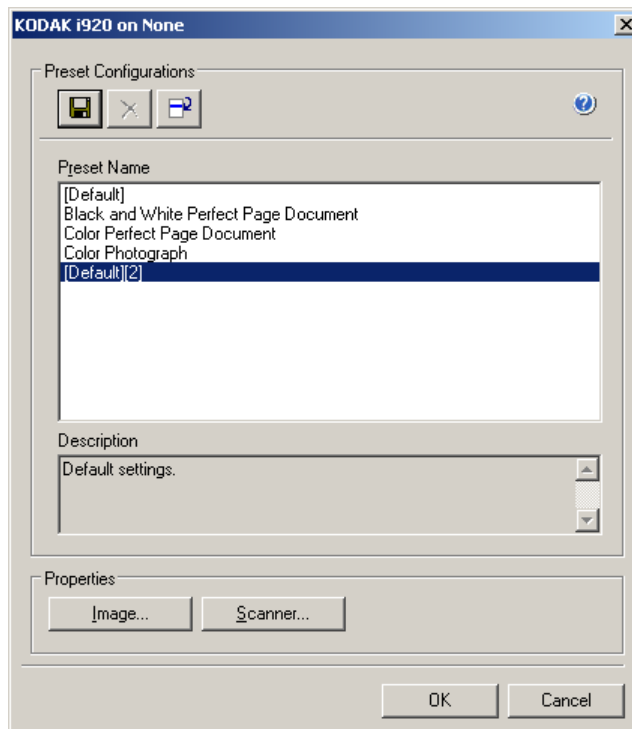 KODAK i920 on None
Preset Configurations
Preset Name
[Default]
Black and White Perfect Page Document
Color Perfect Page Document
Color Photograph
[Default][2]
Description
Default settings.
Properties
Image... Scanner...
OK Cancel